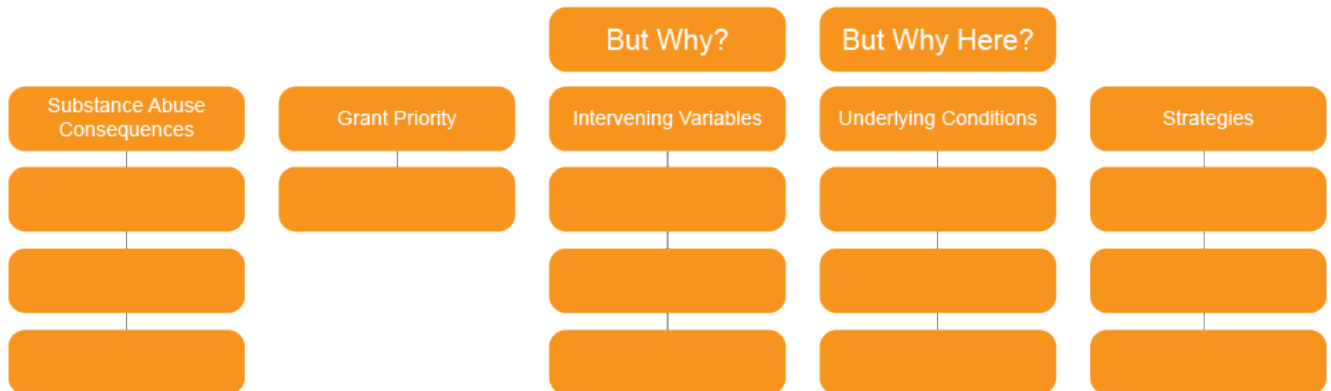 But Why?
But Why Here?
Substance Abuse
Consequences
Grant Priority
Intervening Variables
Underlying Conditions
Strategies